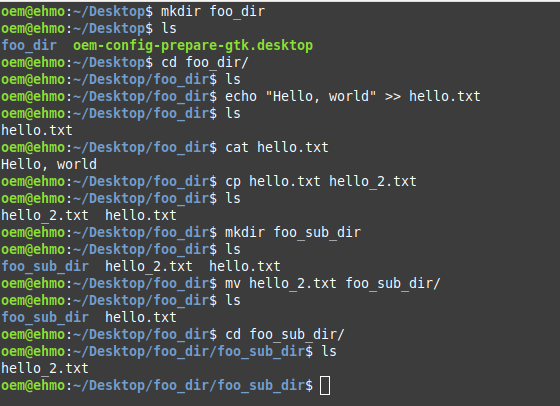 oem@ehmo:~/Desktop$ mkdir foo_dir
oem@ehmo:~/Desktop$ ls
foo_dir  oem-config-prepare-gtk.desktop
oem@ehmo:~/Desktop$ cd foo_dir/
oem@ehmo:~/Desktop/foo_dir$ ls
oem@ehmo:~/Desktop/foo_dir$ echo "Hello, world" >> hello.txt
oem@ehmo:~/Desktop/foo_dir$ ls
hello.txt
oem@ehmo:~/Desktop/foo_dir$ cat hello.txt
Hello, world
oem@ehmo:~/Desktop/foo_dir$ cp hello.txt hello_2.txt
oem@ehmo:~/Desktop/foo_dir$ ls
hello_2.txt  hello.txt
oem@ehmo:~/Desktop/foo_dir$ mkdir foo_sub_dir
oem@ehmo:~/Desktop/foo_dir$ ls
foo_sub_dir  hello_2.txt  hello.txt
oem@ehmo:~/Desktop/foo_dir$ mv hello_2.txt foo_sub_dir/
oem@ehmo:~/Desktop/foo_dir$ ls
foo_sub_dir  hello.txt
oem@ehmo:~/Desktop/foo_dir$ cd foo_sub_dir/
oem@ehmo:~/Desktop/foo_dir/foo_sub_dir$ ls
hello_2.txt
oem@ehmo:~/Desktop/foo_dir/foo_sub_dir$